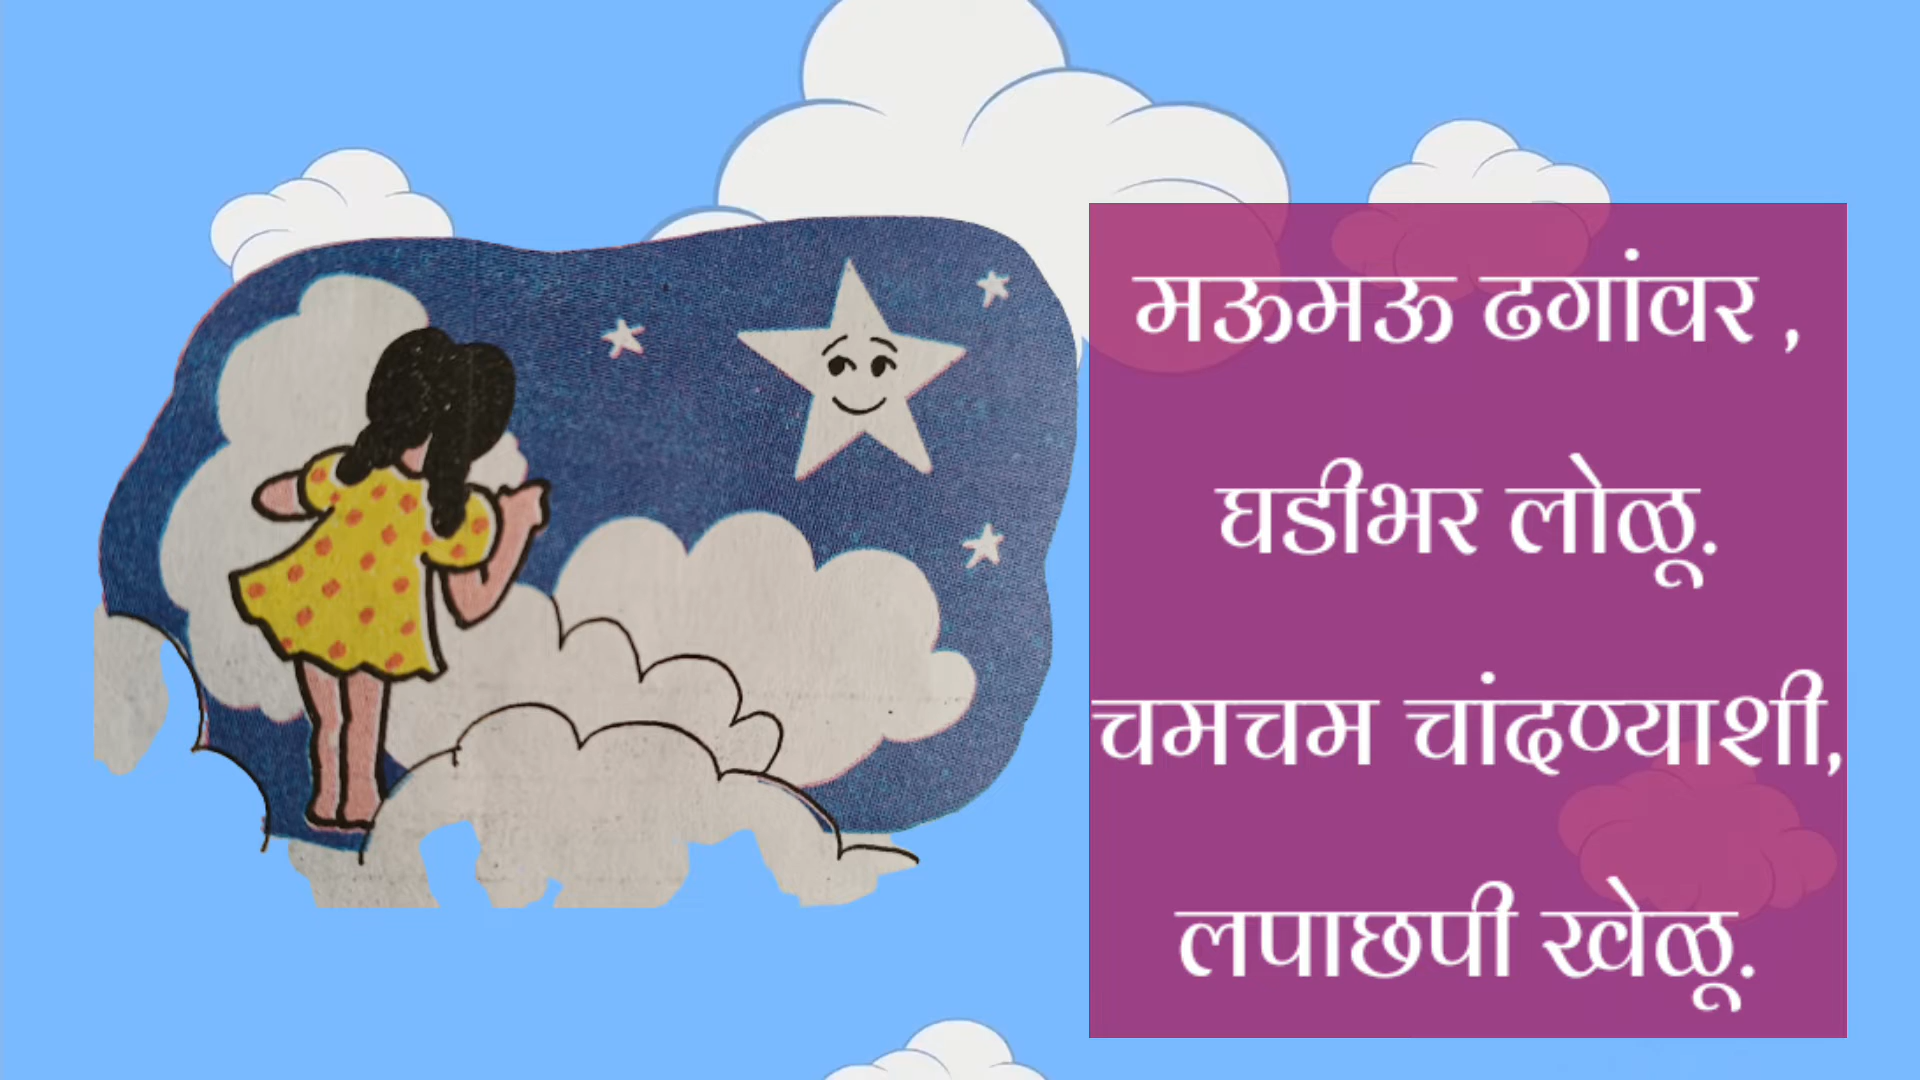 मऊमऊ ढगांवर ,
घडीभर लोळू.
चमचम चांदण्याशी,
लपाछपी खेळू.